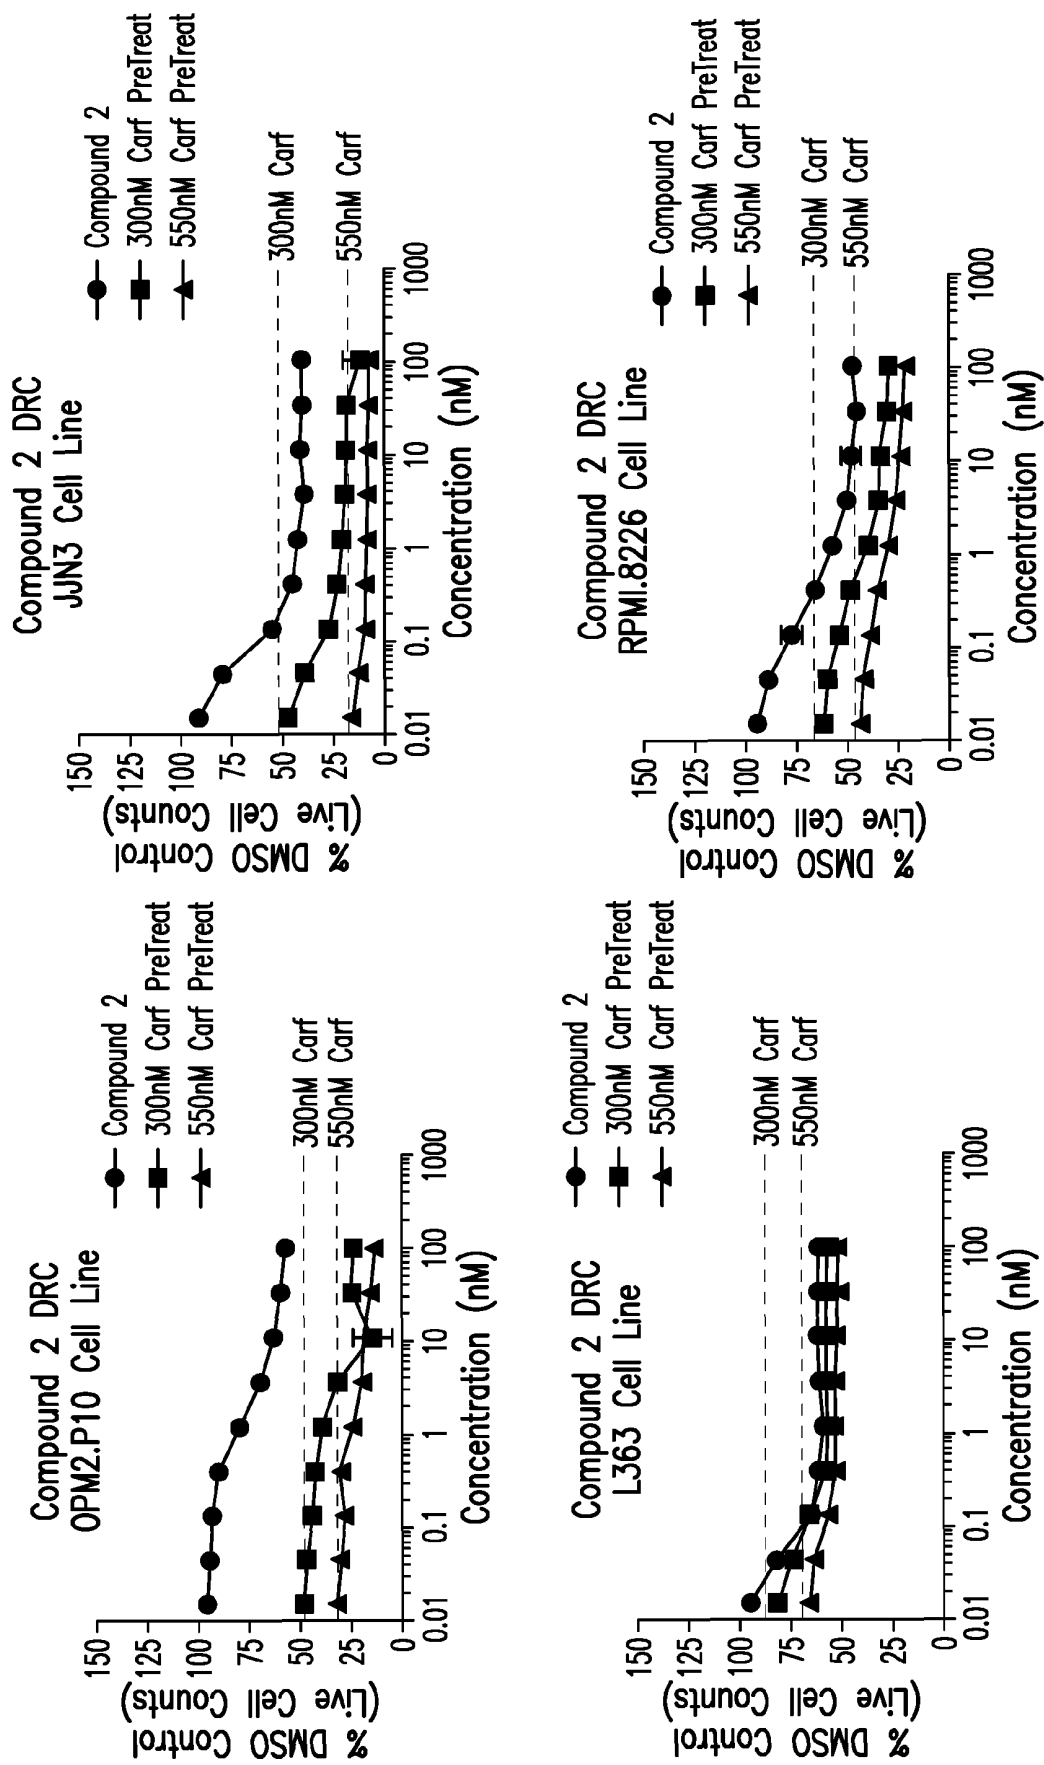 Compound 2 DRC
OPM2.P10 Cell Line
% DMSO Control
(Live Cell Counts)
150
100
75
50
25
0
0.01
0.1
1
10
100
1000
Concentration (nM)
Compound 2
300nM Carf PreTreat
550nM Carf PreTreat
300nM Carf
550nM Carf
Compound 2 DRC
JJN3 Cell Line
% DMSO Control
(Live Cell
Counts)
150
125
100
75
50
25
0
0.01
0.1
1
10
100
1000
Concentration (nM)
Compound 2
300nM Carf PreTreat
550nM Carf PreTreat
300nM Carf
550nM Carf
Compound 2 DRC
L363 Cell Line
% DMSO Control
(Live Cell
Counts)
150
100
75
50
25
0
0.01
0.1
1
10
100
1000
Concentration (nM)
Compound 2
300nM Carf PreTreat
550nM Carf PreTreat
300nM Carf
550nM Carf
Compound 2 DRC
RPMI.8226 Cell Line
% DMSO Control
(Live Cell
Counts)
150
125
100
75
50
25
0
0.01
0.1
1
10
100
1000
Concentration (nM)
Compound 2
300nM Carf PreTreat
550nM Carf PreTreat
300nM Carf
550nM Carf